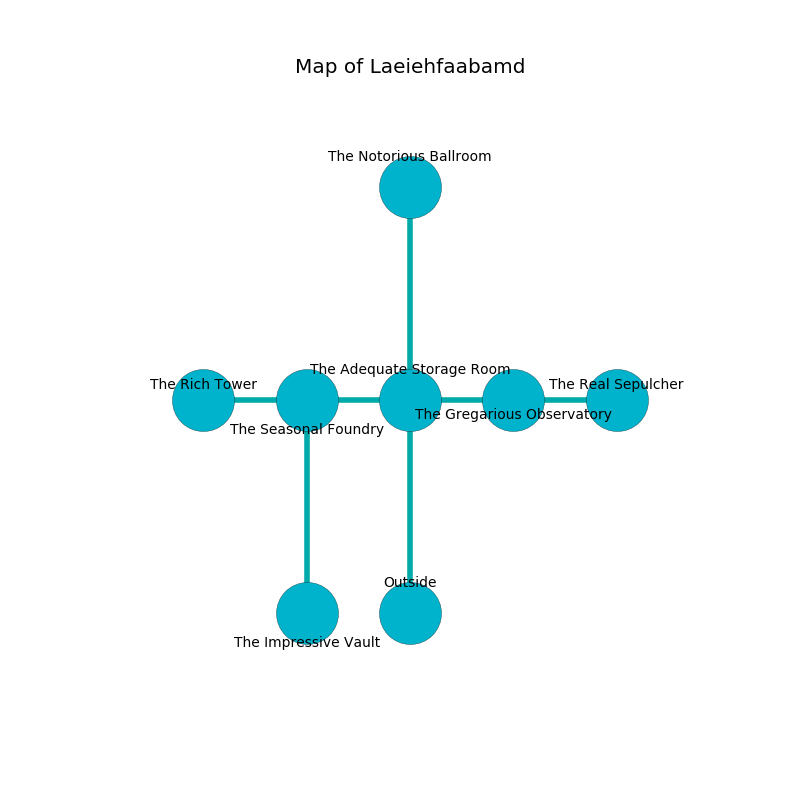 Map of Laeiehfaabamd
The Notorious Ballroom
The Adequate Storage Room
The Rich Tower
The Real Sepulcher
The Gregarious Observatory
The Seasonal Foundry
Outside
The Impressive Vault